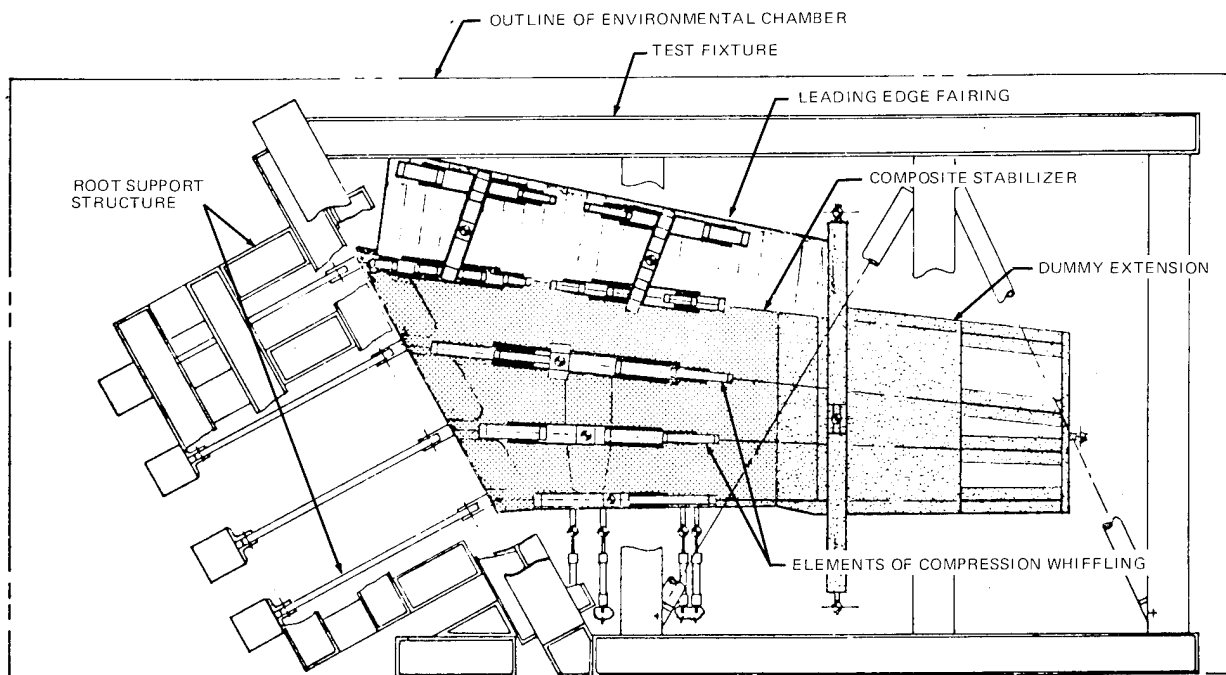 OUTLINE OF ENVIRONMENTAL CHAMBER
TEST FIXTURE
LEADING EDGE FAIRING
ROOT SUPPORT
STRUCTURE
COMPOSITE STABILIZER
DUMMY EXTENSION
ELEMENTS OF COMPRESSION WHIFFLING